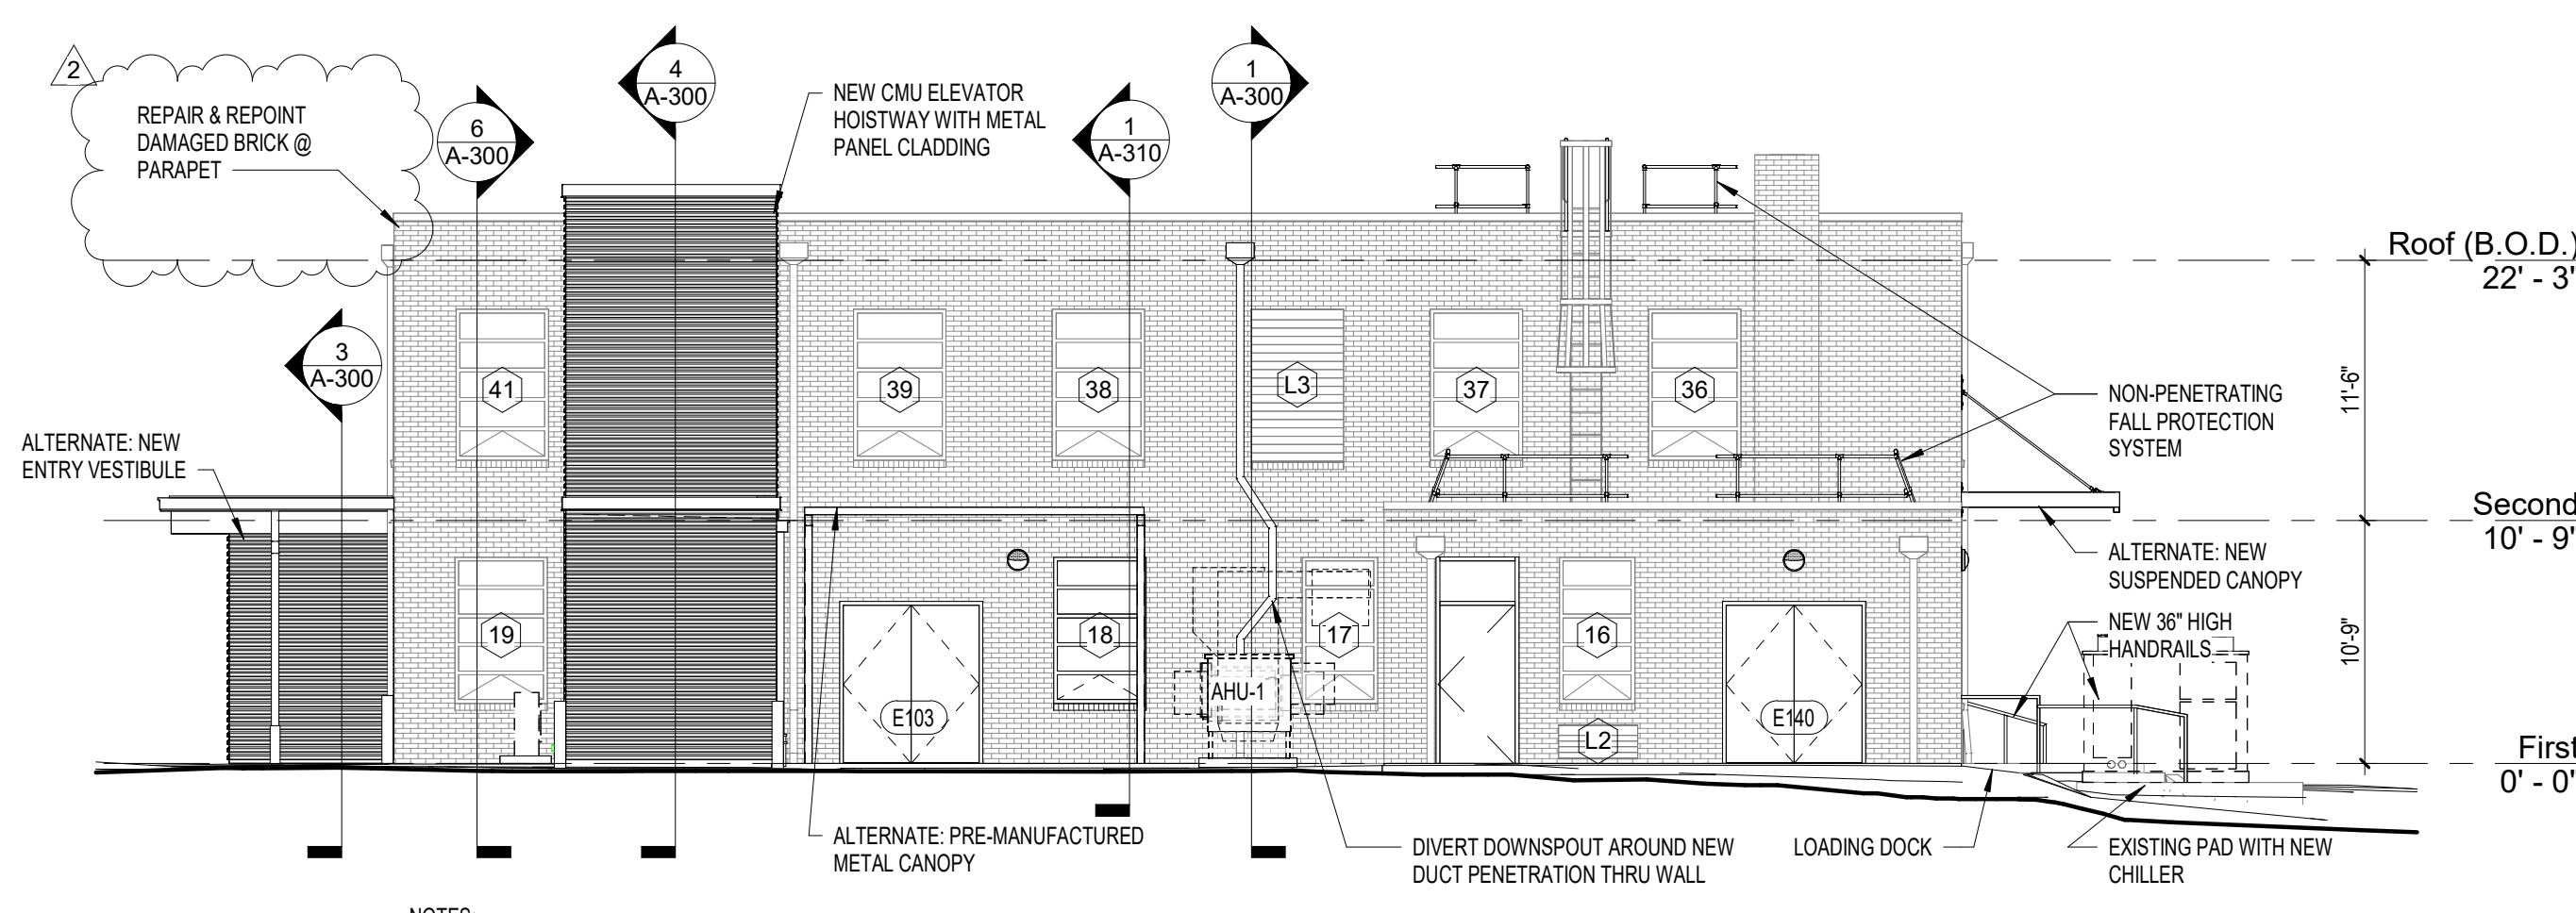 2
REPAIR & REPOINT
DAMAGED BRICK @
PARAPET
6
A-300
4
A-300
NEW CMU ELEVATOR
HOISTWAY WITH METAL
PANEL CLADDING
1
A-310
1
A-300
3
A-300
ALTERNATE: NEW
ENTRY VESTIBULE
41
39
38
L3
37
36
19
18
17
16
E103
AHU-1
L2
E140
Roof (B.O.D.)
22' - 3"
11'-6"
NON-PENETRATING
FALL PROTECTION
SYSTEM
Second
10' - 9"
ALTERNATE: NEW
SUSPENDED CANOPY
NEW 36" HIGH
HANDRAILS
10'-9"
First
0' - 0"
ALTERNATE: PRE-MANUFACTURED
METAL CANOPY
DIVERT DOWNSPOUT AROUND NEW
DUCT PENETRATION THRU WALL
LOADING DOCK
EXISTING PAD WITH NEW
CHILLER
NOTES: